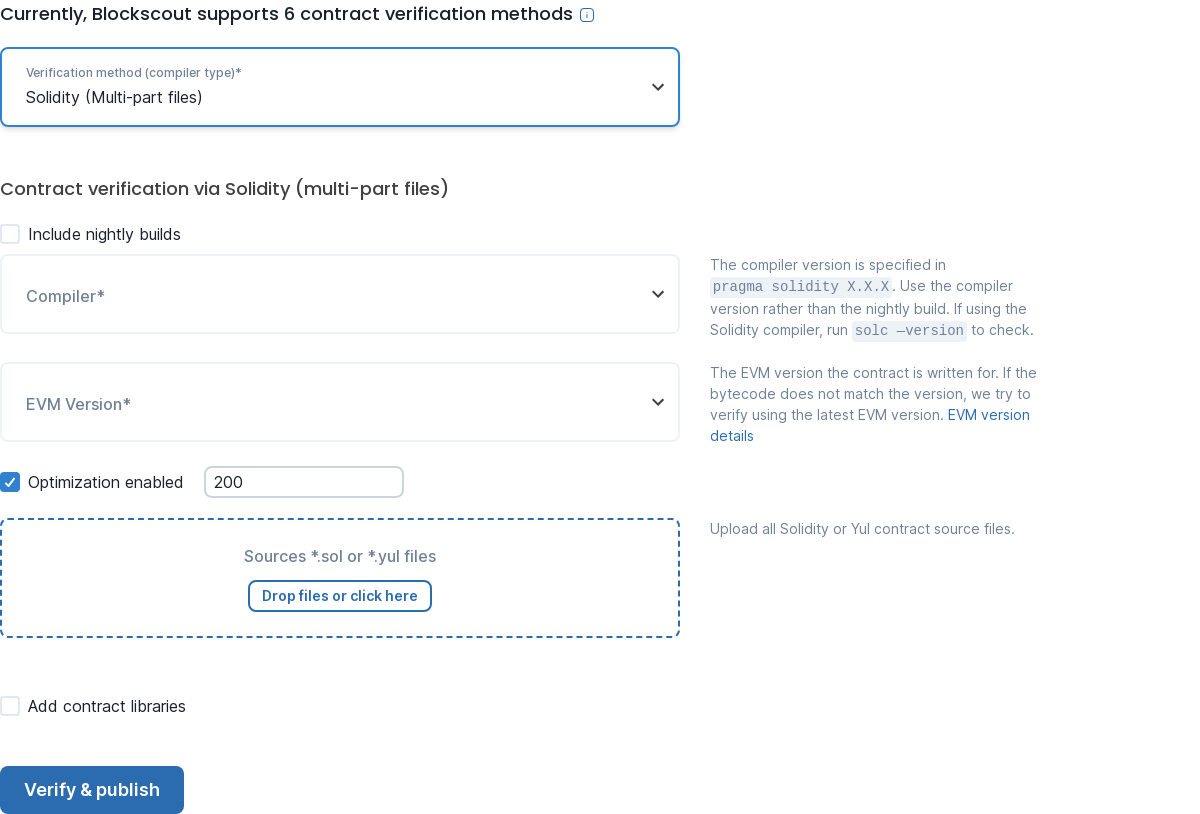 Currently, Blockscout supports 6 contract verification methods
Verification method (compiler type)*
Solidity (Multi-part files)
Contract verification via Solidity (multi-part files)
Include nightly builds
Compiler*
The compiler version is specified in
pragma solidity X.X.X. Use the compiler
version rather than the nightly build. If using the
Solidity compiler, run solc —version to check.
EVM Version*
The EVM version the contract is written for. If the
bytecode does not match the version, we try to
verify using the latest EVM version. EVM version
details
Optimization enabled
200
Sources *.sol or *.yul files
Drop files or click here
Upload all Solidity or Yul contract source files.
Add contract libraries
Verify & publish